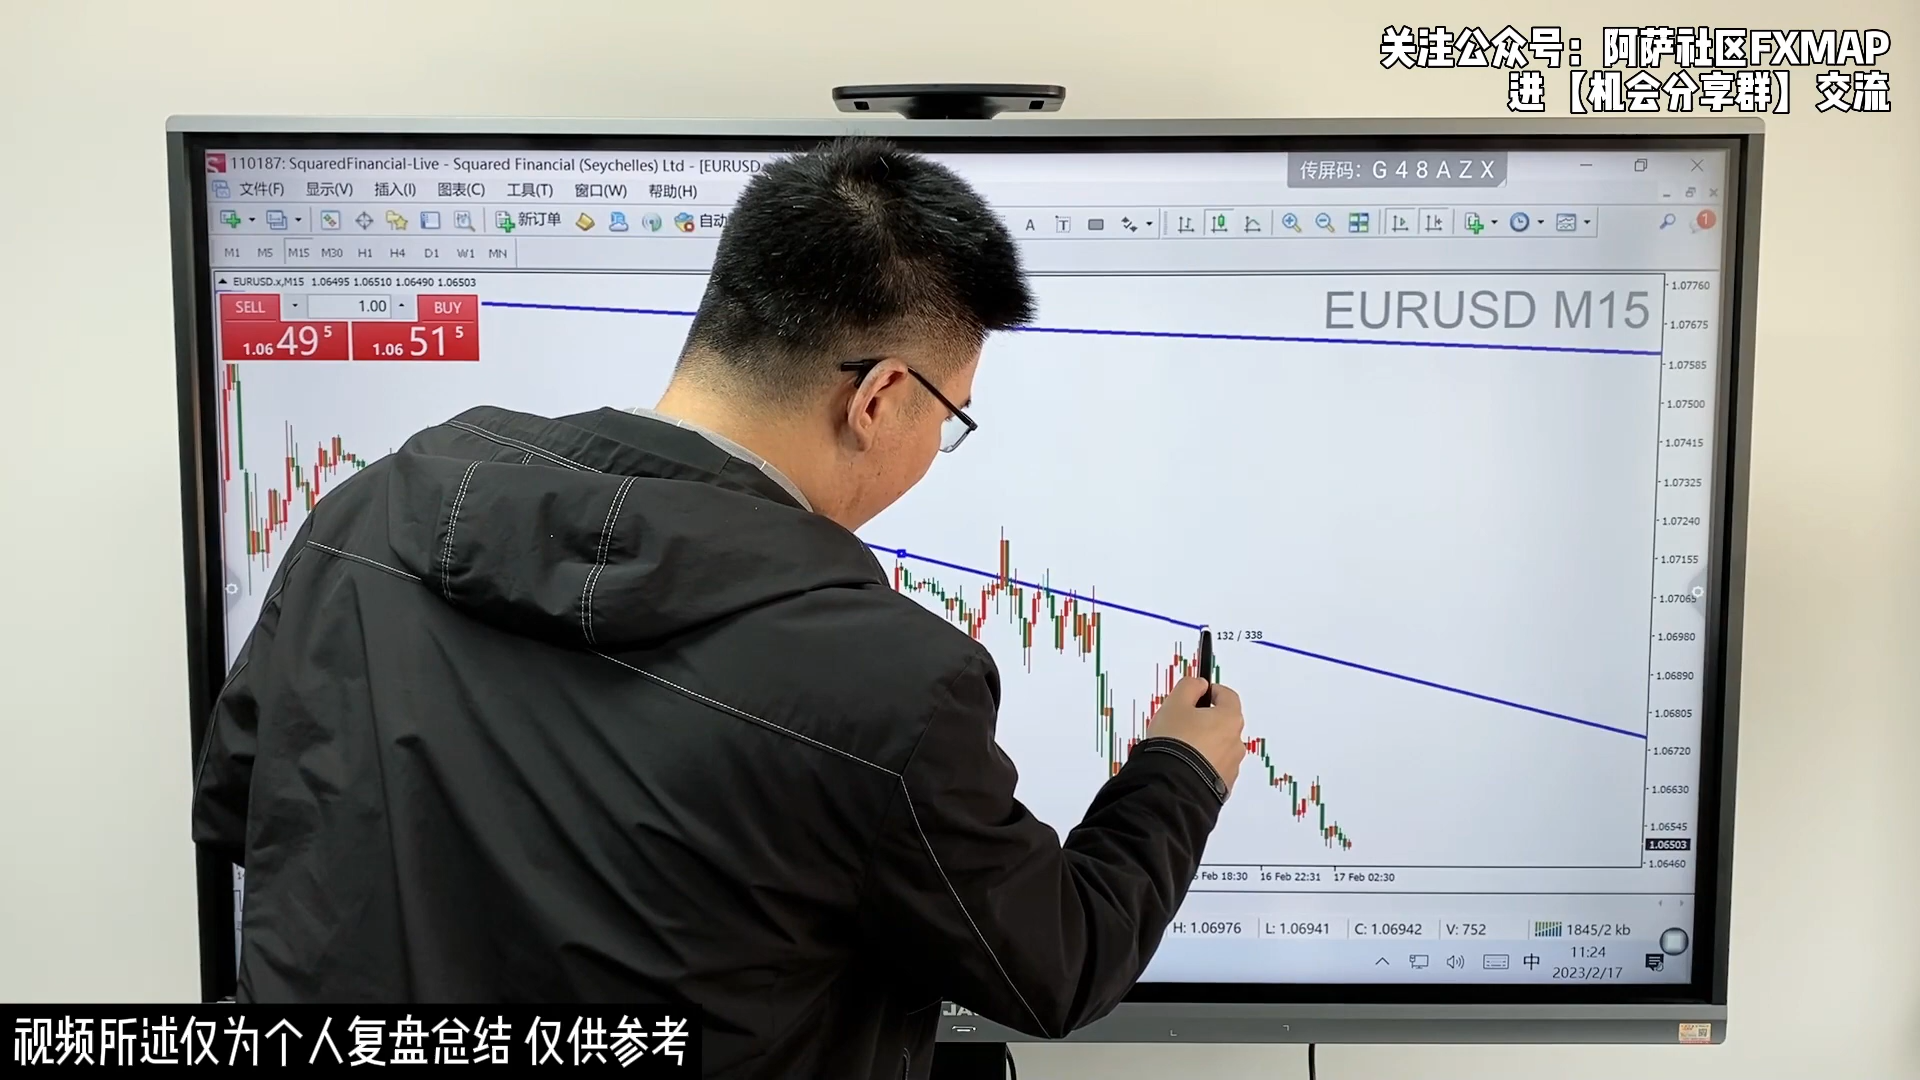 关注公众号：阿萨社区FXMAP
进【机会分享群】交流
110187: SquaredFinancial-Live - Squared Financial (Seychelles) Ltd - [EURUSD
传屏码：G48AZX
文件(F) 显示(V) 插入(I) 图表(C) 工具(T) 窗口(W) 帮助(H)
新订单 自动
A T
1
M1 M5 M15 M30 H1 H4 D1 W1 MN
EURUSD.x,M15 1.06495 1.06510 1.06490 1.06503
SELL 1.00 BUY
1.06 49 5 1.06 51 5
EURUSD M15
1.07760
1.07675
1.07585
1.07500
1.07415
1.07325
1.07240
1.07155
1.07065
1.06980
1.06890
1.06805
1.06720
1.06630
1.06545
1.06503
1.06460
132 / 338
Feb 18:30 16 Feb 22:31 17 Feb 02:30
H: 1.06976 L: 1.06941 C: 1.06942 V: 752 1845/2 kb
中 11:24
2023/2/17
视频所述仅为个人复盘总结 仅供参考